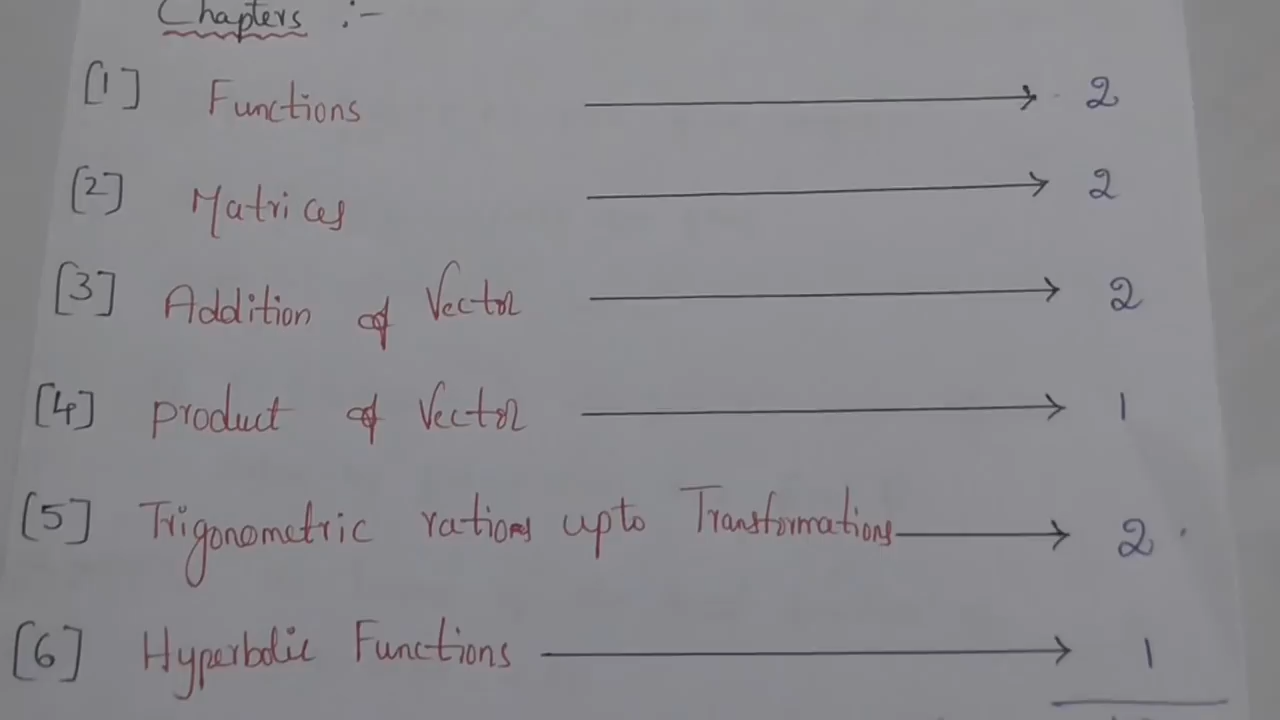 Chapters :-
[1] Functions → 2
[2] Matrices → 2
[3] Addition of Vector → 2
[4] product of Vector → 1
[5] Trigonometric rations upto Transformations → 2
[6] Hyperbolic Functions → 1